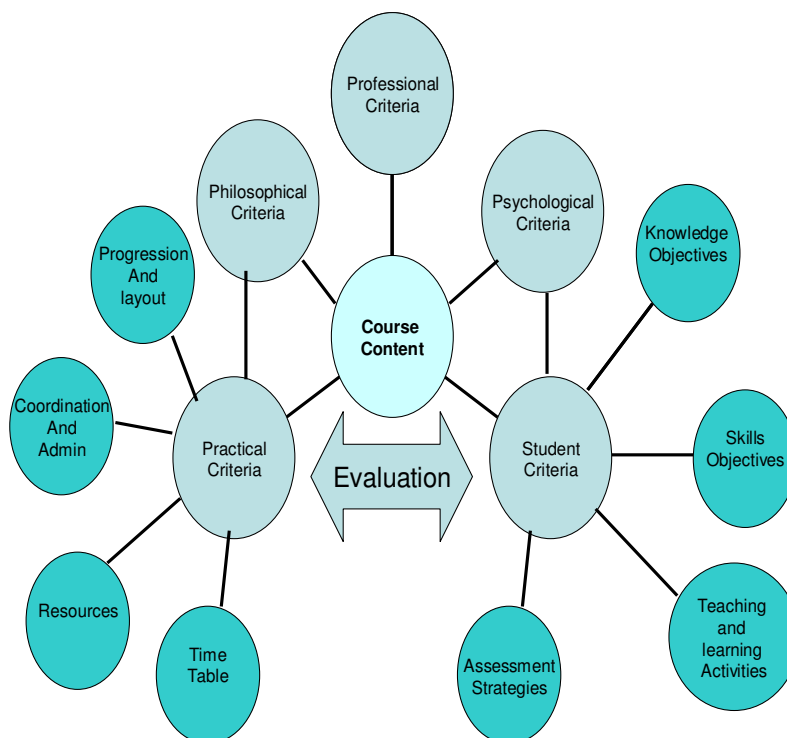 Professional
Criteria
Philosophical
Criteria
Psychological
Criteria
Knowledge
Objectives
Progression
And
layout
Course
Content
Coordination
And
Admin
Practical
Criteria
Evaluation
Student
Criteria
Skills
Objectives
Resources
Time
Table
Assessment
Strategies
Teaching
and
learning
Activities